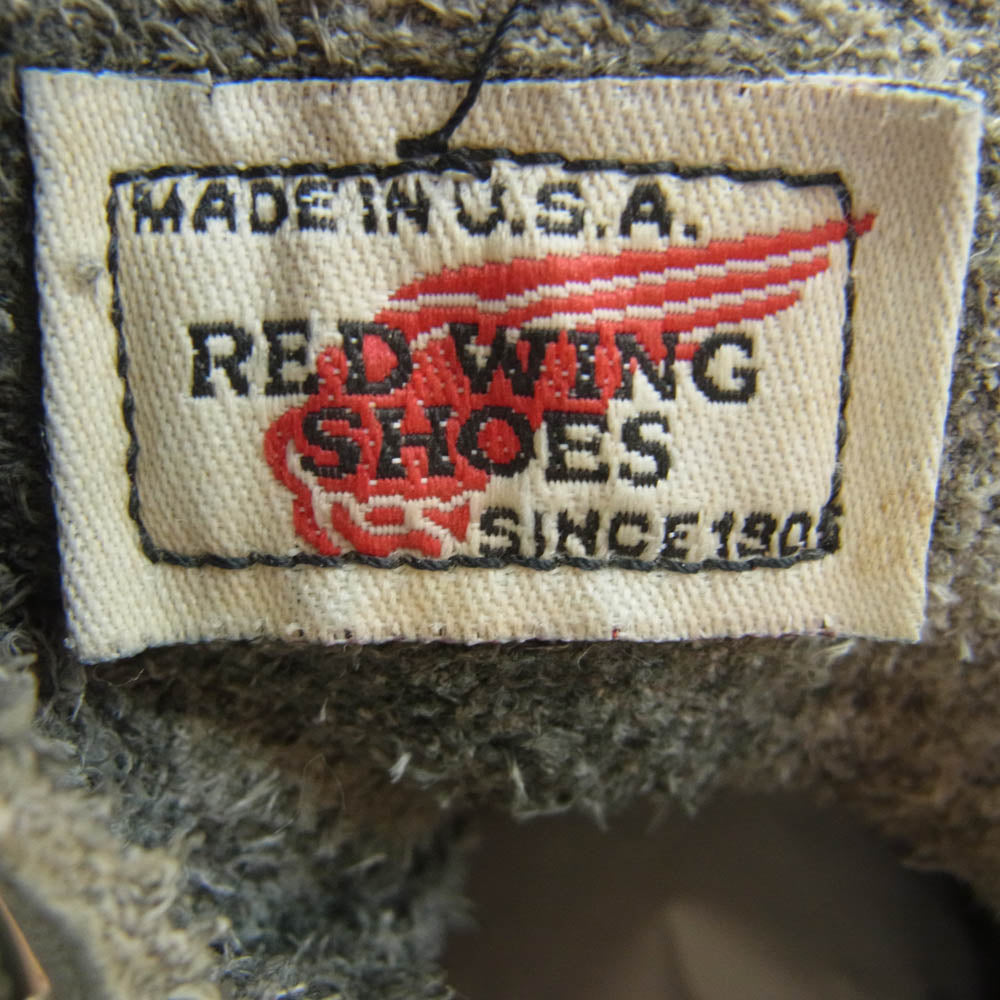 MADE IN U.S.A.
RED WING
SHOES
SINCE 1905